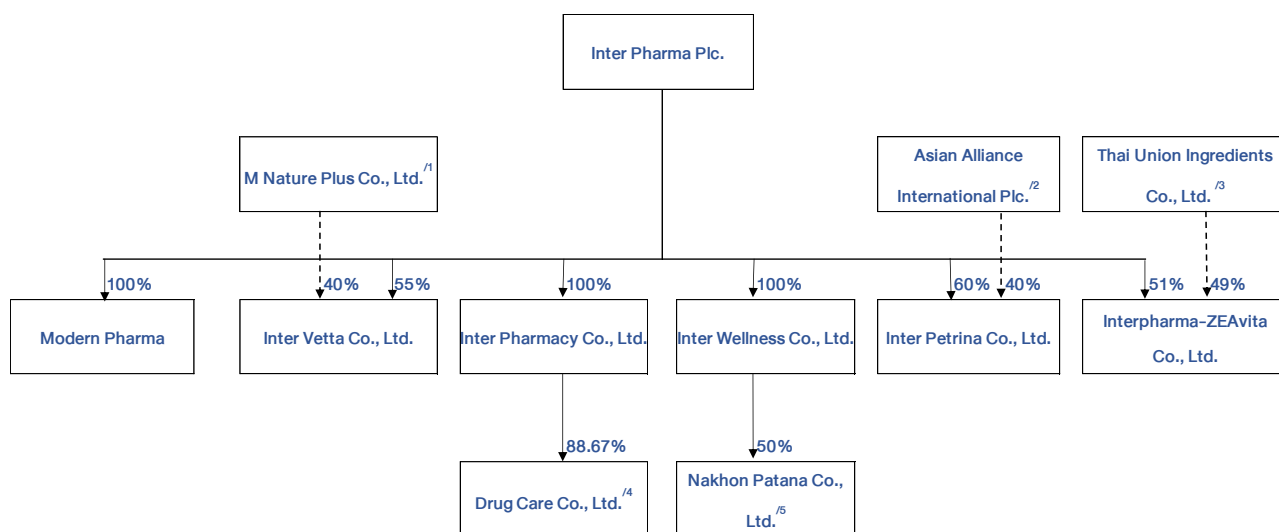 Inter Pharma Plc.
M Nature Plus Co., Ltd./1
Asian Alliance
International Plc./2
Thai Union Ingredients
Co., Ltd. /3
100%
40%
55%
100%
100%
60%
40%
51%
49%
Modern Pharma
Inter Vetta Co., Ltd.
Inter Pharmacy Co., Ltd.
Inter Wellness Co., Ltd.
Inter Petrina Co., Ltd.
Interpharma-ZEAvita
Co., Ltd.
88.67%
50%
Drug Care Co., Ltd./4
Nakhon Patana Co.,
Ltd./5